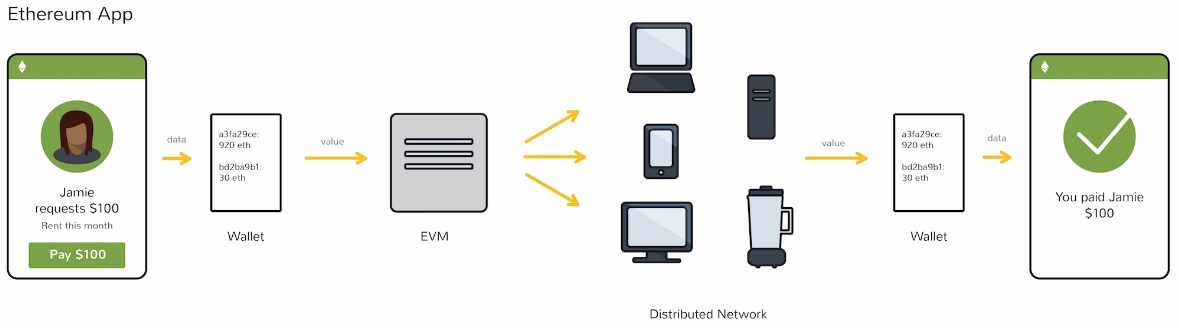 Ethereum App
Jamie
requests $100
Rent this month
Pay $100
data
a3fa29ce:
920 eth
bd2ba9b1:
30 eth
Wallet
value
EVM
Distributed Network
value
a3fa29ce:
920 eth
bd2ba9b1:
30 eth
Wallet
data
You paid Jamie
$100